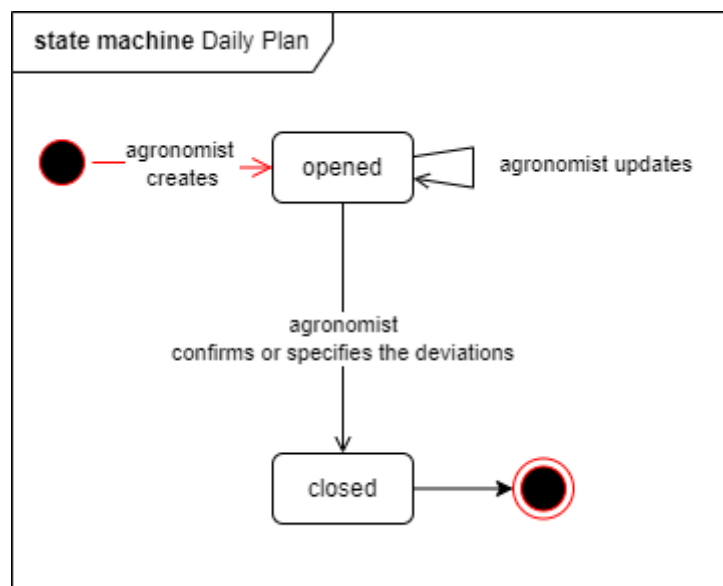 state machine Daily Plan
agronomist
creates
opened
agronomist updates
agronomist
confirms or specifies the deviations
closed